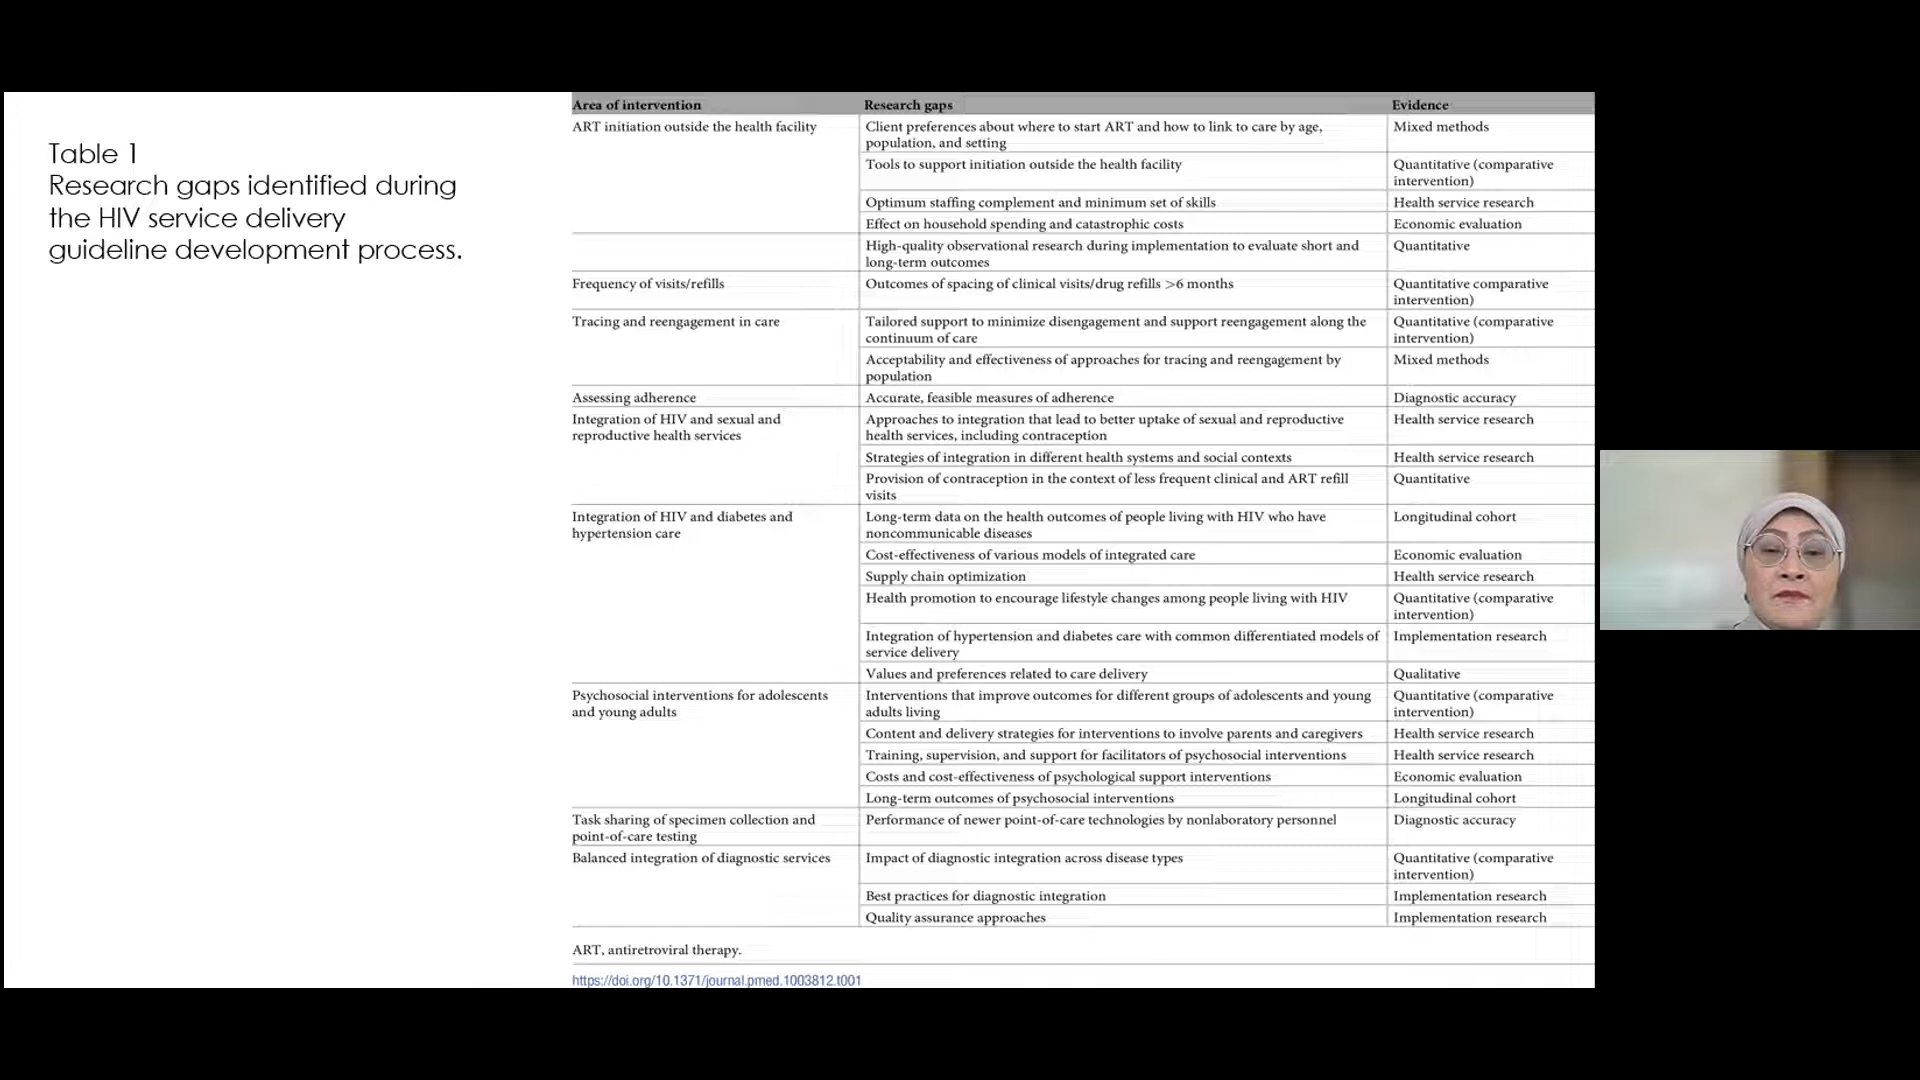 Table 1
Research gaps identified during
the HIV service delivery
guideline development process.
Area of intervention Research gaps Evidence
ART initiation outside the health facility Client preferences about where to start ART and how to link to care by age, Mixed methods
population, and setting
Tools to support initiation outside the health facility Quantitative (comparative
intervention)
Optimum staffing complement and minimum set of skills Health service research
Effect on household spending and catastrophic costs Economic evaluation
High-quality observational research during implementation to evaluate short and Quantitative
long-term outcomes
Frequency of visits/refills Outcomes of spacing of clinical visits/drug refills >6 months Quantitative comparative
intervention)
Tracing and reengagement in care Tailored support to minimize disengagement and support reengagement along the Quantitative (comparative
continuum of care intervention)
Acceptability and effectiveness of approaches for tracing and reengagement by Mixed methods
population
Assessing adherence Accurate, feasible measures of adherence Diagnostic accuracy
Integration of HIV and sexual and Approaches to integration that lead to better uptake of sexual and reproductive Health service research
reproductive health services health services, including contraception
Strategies of integration in different health systems and social contexts Health service research
Provision of contraception in the context of less frequent clinical and ART refill Quantitative
visits
Integration of HIV and diabetes and Long-term data on the health outcomes of people living with HIV who have Longitudinal cohort
hypertension care noncommunicable diseases
Cost-effectiveness of various models of integrated care Economic evaluation
Supply chain optimization Health service research
Health promotion to encourage lifestyle changes among people living with HIV Quantitative (comparative
intervention)
Integration of hypertension and diabetes care with common differentiated models of Implementation research
service delivery
Values and preferences related to care delivery Qualitative
Psychosocial interventions for adolescents Interventions that improve outcomes for different groups of adolescents and young Quantitative (comparative
and young adults adults living intervention)
Content and delivery strategies for interventions to involve parents and caregivers Health service research
Training, supervision, and support for facilitators of psychosocial interventions Health service research
Costs and cost-effectiveness of psychological support interventions Economic evaluation
Long-term outcomes of psychosocial interventions Longitudinal cohort
Task sharing of specimen collection and Performance of newer point-of-care technologies by nonlaboratory personnel Diagnostic accuracy
point-of-care testing
Balanced integration of diagnostic services Impact of diagnostic integration across disease types Quantitative (comparative
intervention)
Best practices for diagnostic integration Implementation research
Quality assurance approaches Implementation research
ART, antiretroviral therapy.
https://doi.org/10.1371/journal.pmed.1003812.t001